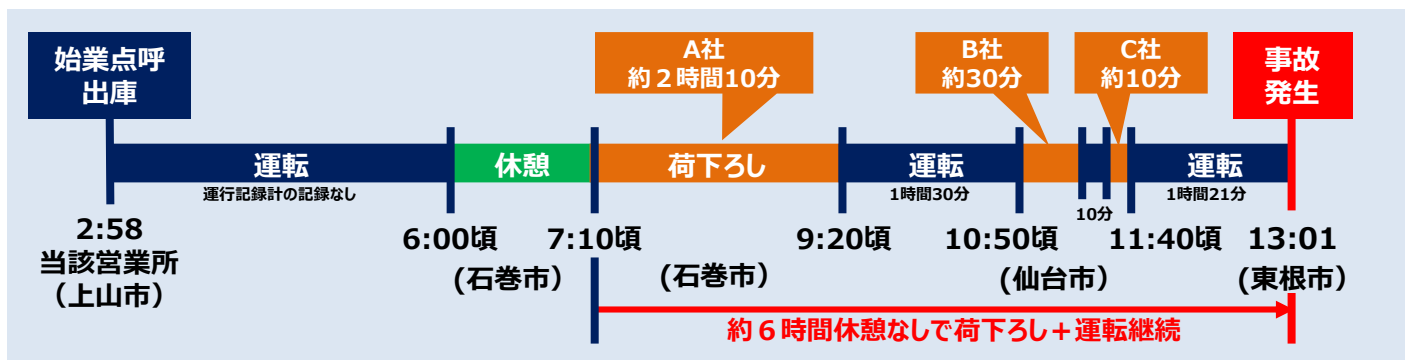 始業点呼
出庫
A社
約２時間10分
B社
約30分
C社
約10分
事故
発生
運転
運行記録計の記録なし
休憩
荷下ろし
運転
1時間30分
10分
運転
1時間21分
2:58
当該営業所
（上山市）
6:00頃
7:10頃
(石巻市)
9:20頃
(石巻市)
10:50頃
11:40頃
(仙台市)
13:01
(東根市)
約６時間休憩なしで荷下ろし＋運転継続